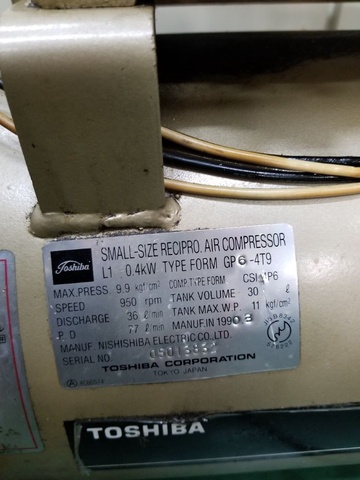 Toshiba
SMALL-SIZE RECIPRO. AIR COMPRESSOR
L1 0.4kW TYPE FORM GP6-4T9
MAX.PRESS. 9.9 kgf/cm² COMP.TYPE FORM
SPEED 950 rpm TANK VOLUME 30 ℓ
DISCHARGE 36 ℓ/min TANK MAX.W.P. 11 kgf/cm²
P. D 77 ℓ/min MANUF.IN 1990
MANUF. NISHISHIBA ELECTRIC CO.LTD
SERIAL NO.
TOSHIBA CORPORATION
TOKYO JAPAN
TOSHIBA